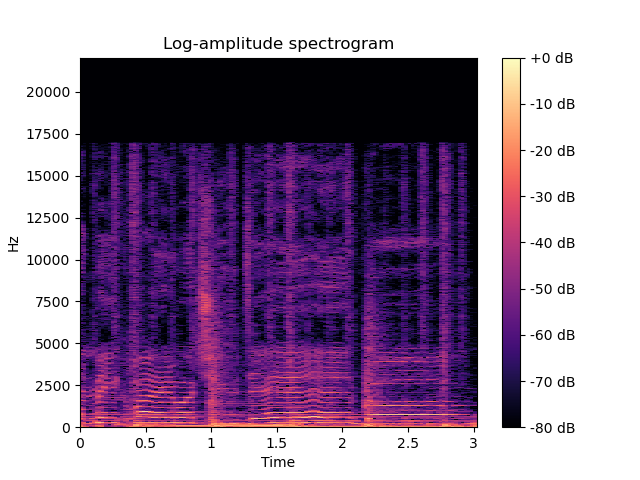 Log-amplitude spectrogram
Hz
20000
17500
15000
12500
10000
7500
5000
2500
0
0 0.5 1 1.5 2 2.5 3
Time
+0 dB
-10 dB
-20 dB
-30 dB
-40 dB
-50 dB
-60 dB
-70 dB
-80 dB